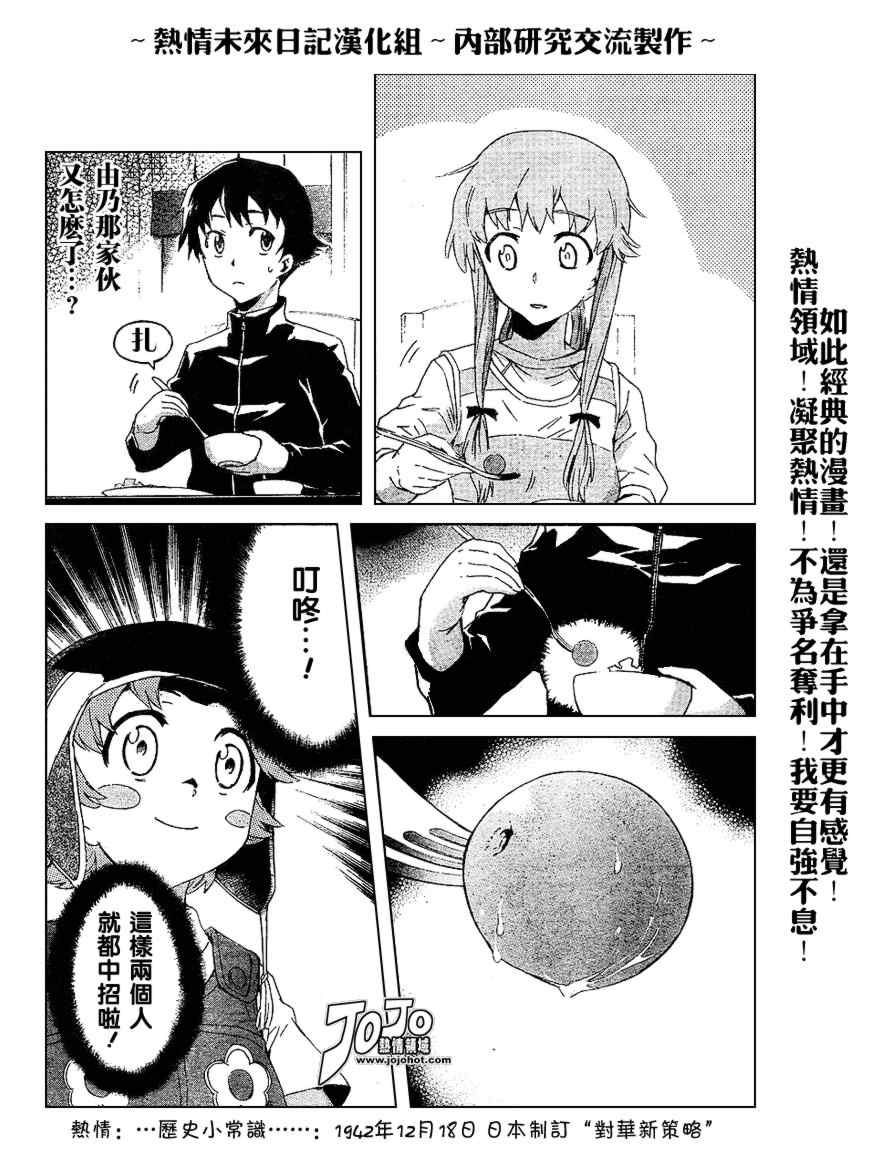 ~熱情未來日記漢化組~內部研究交流製作~
由乃那家伙
又怎麼了…?
扎
叮咚…!
這樣兩個人
就都中招啦!
如此經典的漫畫!還是拿在手中才更有感覺!
熱情領域!凝聚熱情!不為爭名奪利!我要自強不息!
JOJO
熱情領域
www.jojohot.com
熱情:…歷史小常識……:1942年12月18日 日本制訂“對華新策略”